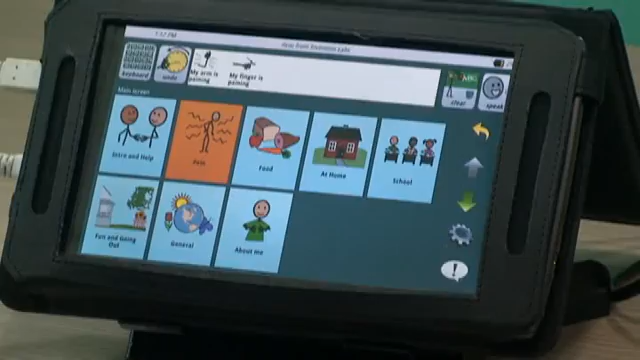 keyboard
undo
My arm is paining
My finger is paining
clear
speak
Main screen
Intro and Help
Pain
Food
At Home
School
Fun and Going Out
General
About me